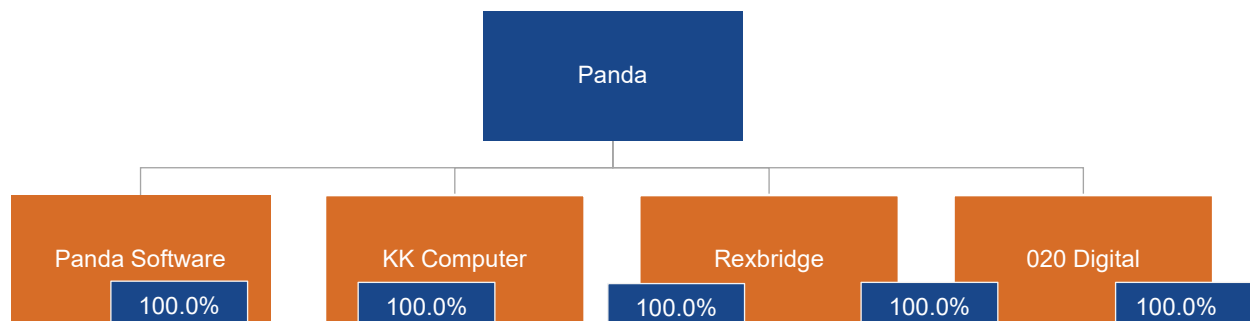 Panda
Panda Software
KK Computer
Rexbridge
020 Digital
100.0%
100.0%
100.0%
100.0%
100.0%